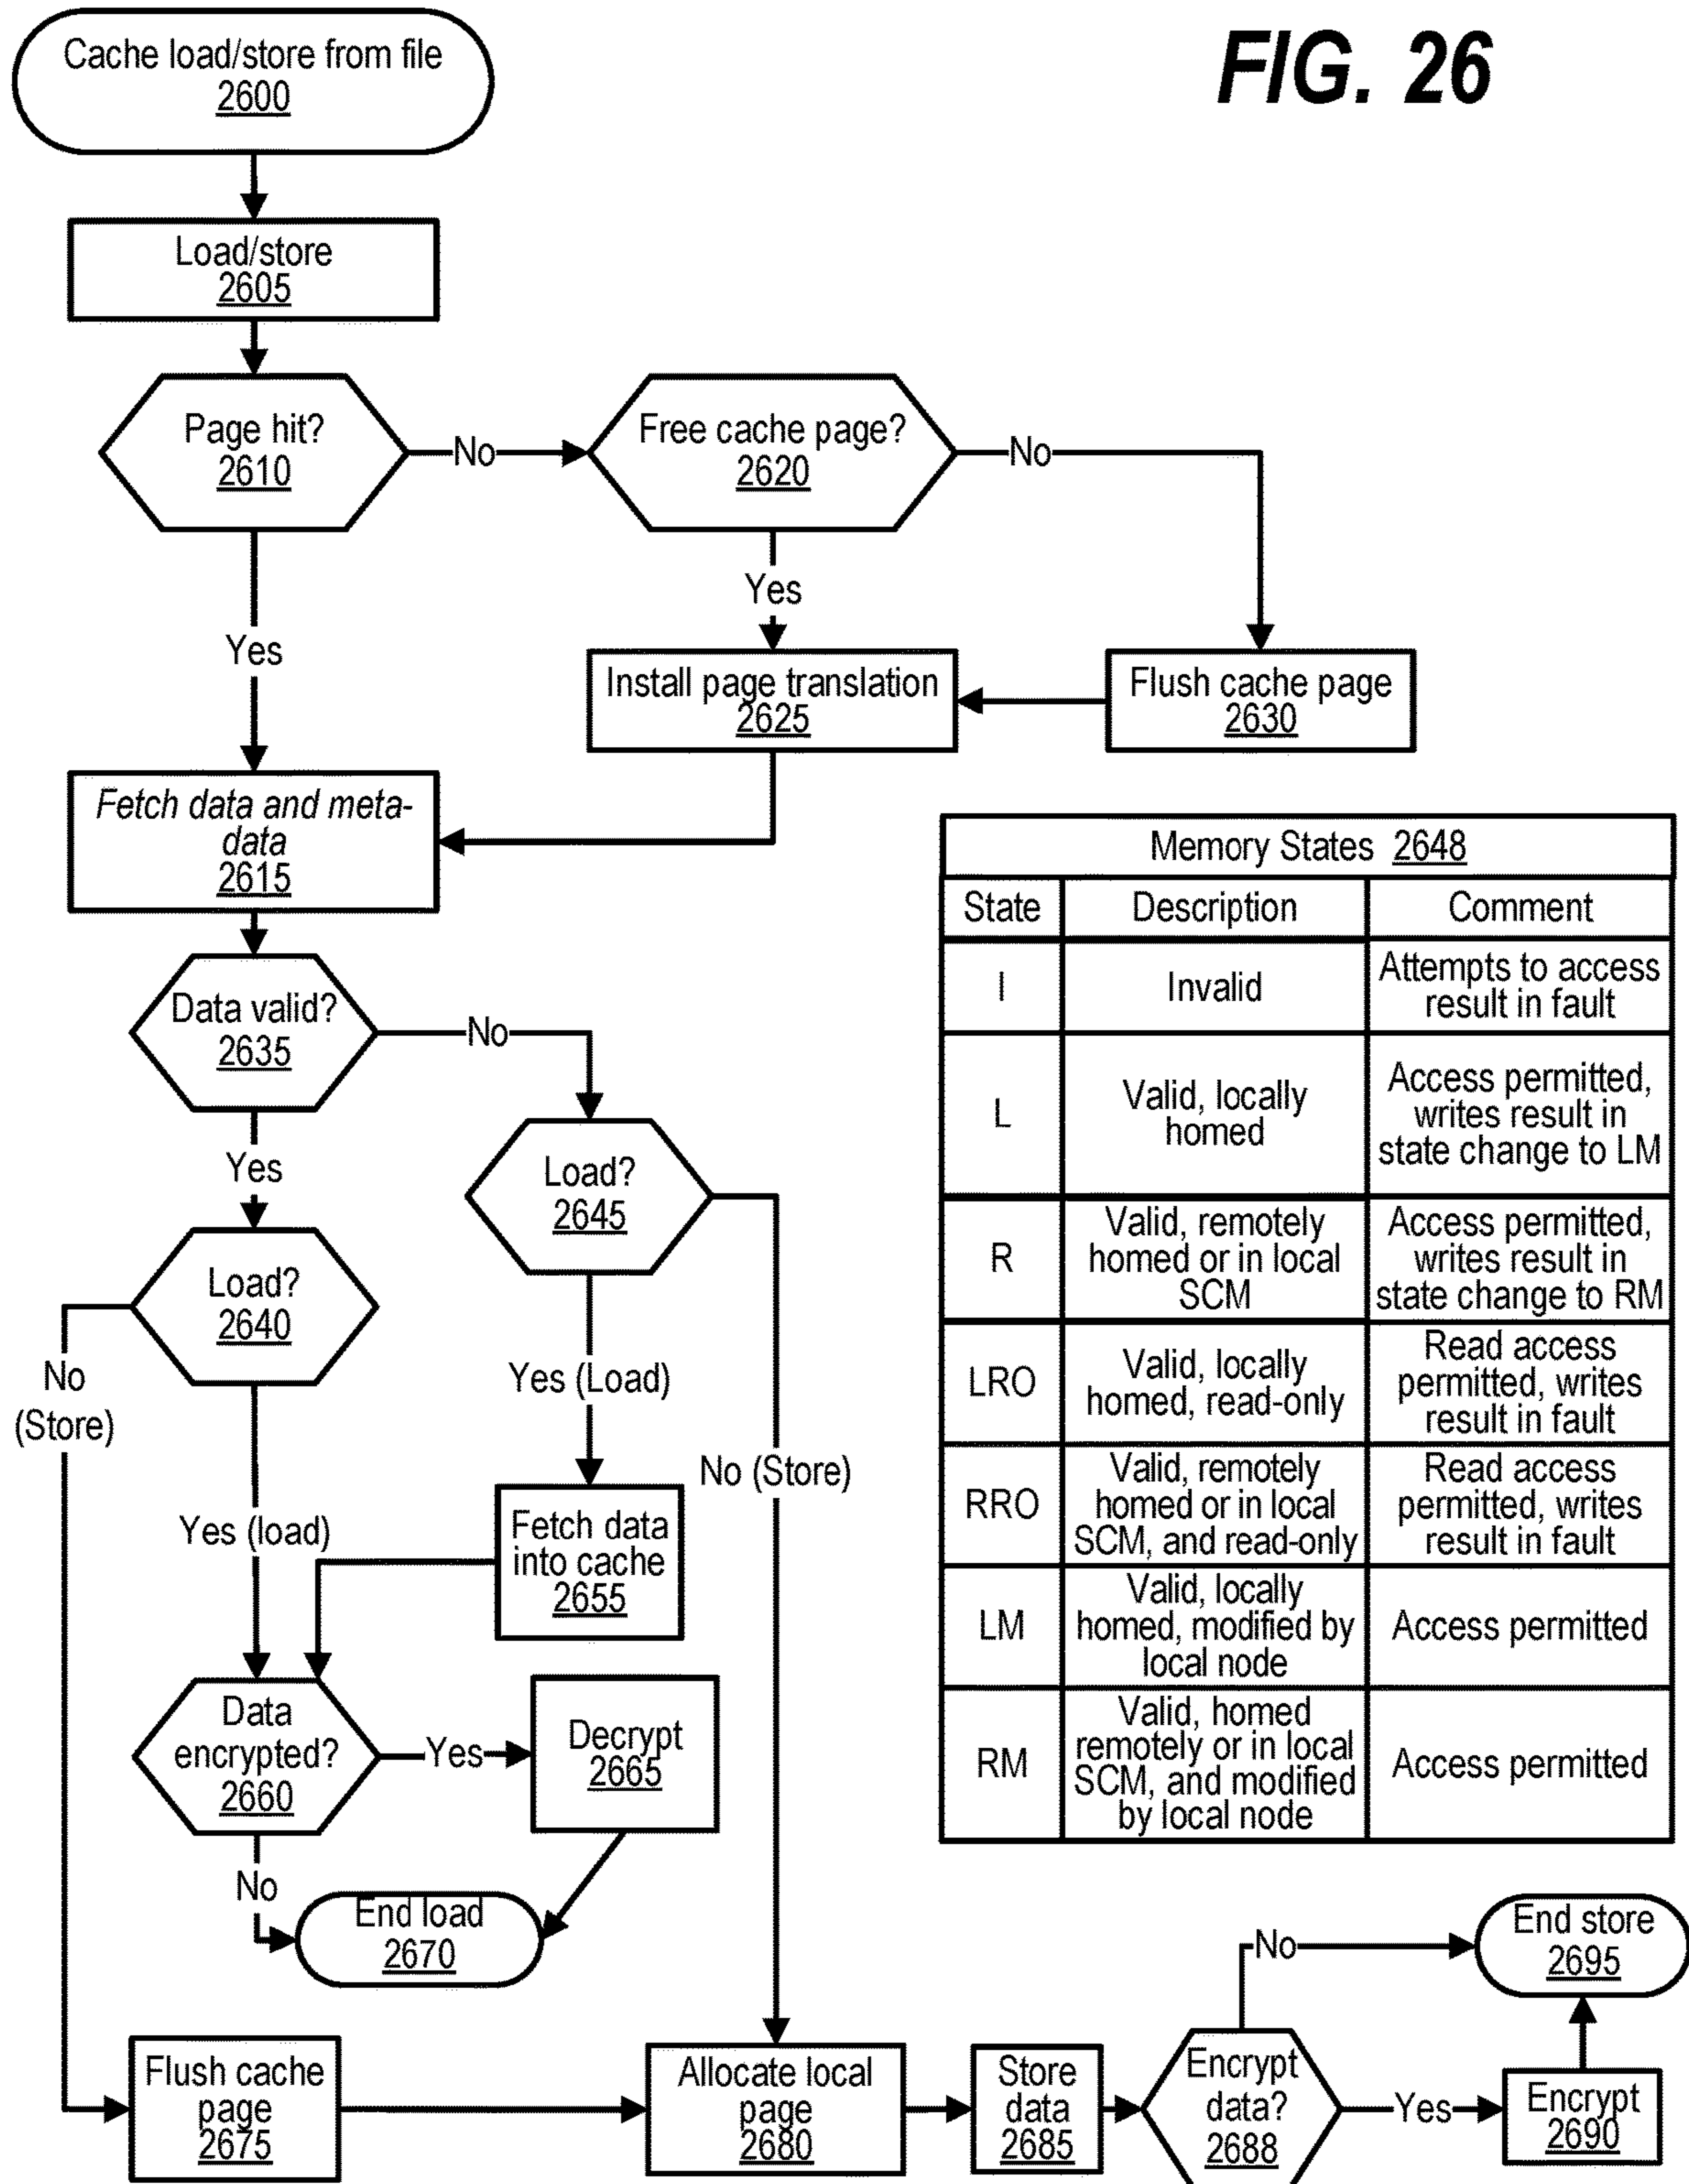 FIG. 26
Cache load/store from file
2600
Load/store
2605
Page hit?
2610
No
Free cache page?
2620
No
Yes
Yes
Install page translation
2625
Flush cache page
2630
Fetch data and meta-
data
2615
Data valid?
2635
No
Yes
Load?
2645
Load?
2640
No
(Store)
Yes (Load)
No (Store)
Yes (load)
Fetch data
into cache
2655
Data
encrypted?
2660
Yes
Decrypt
2665
No
End load
2670
Memory States 2648
State
Description
Comment
I
Invalid
Attempts to access
result in fault
L
Valid, locally
homed
Access permitted,
writes result in
state change to LM
R
Valid, remotely
homed or in local
SCM
Access permitted,
writes result in
state change to RM
LRO
Valid, locally
homed, read-only
Read access
permitted, writes
result in fault
RRO
Valid, remotely
homed or in local
SCM, and read-only
Read access
permitted, writes
result in fault
LM
Valid, locally
homed, modified by
local node
Access permitted
RM
Valid, homed
remotely or in local
SCM, and modified
by local node
Access permitted
Flush cache
page
2675
Allocate local
page
2680
Store
data
2685
Encrypt
data?
2688
No
Yes
Encrypt
2690
End store
2695